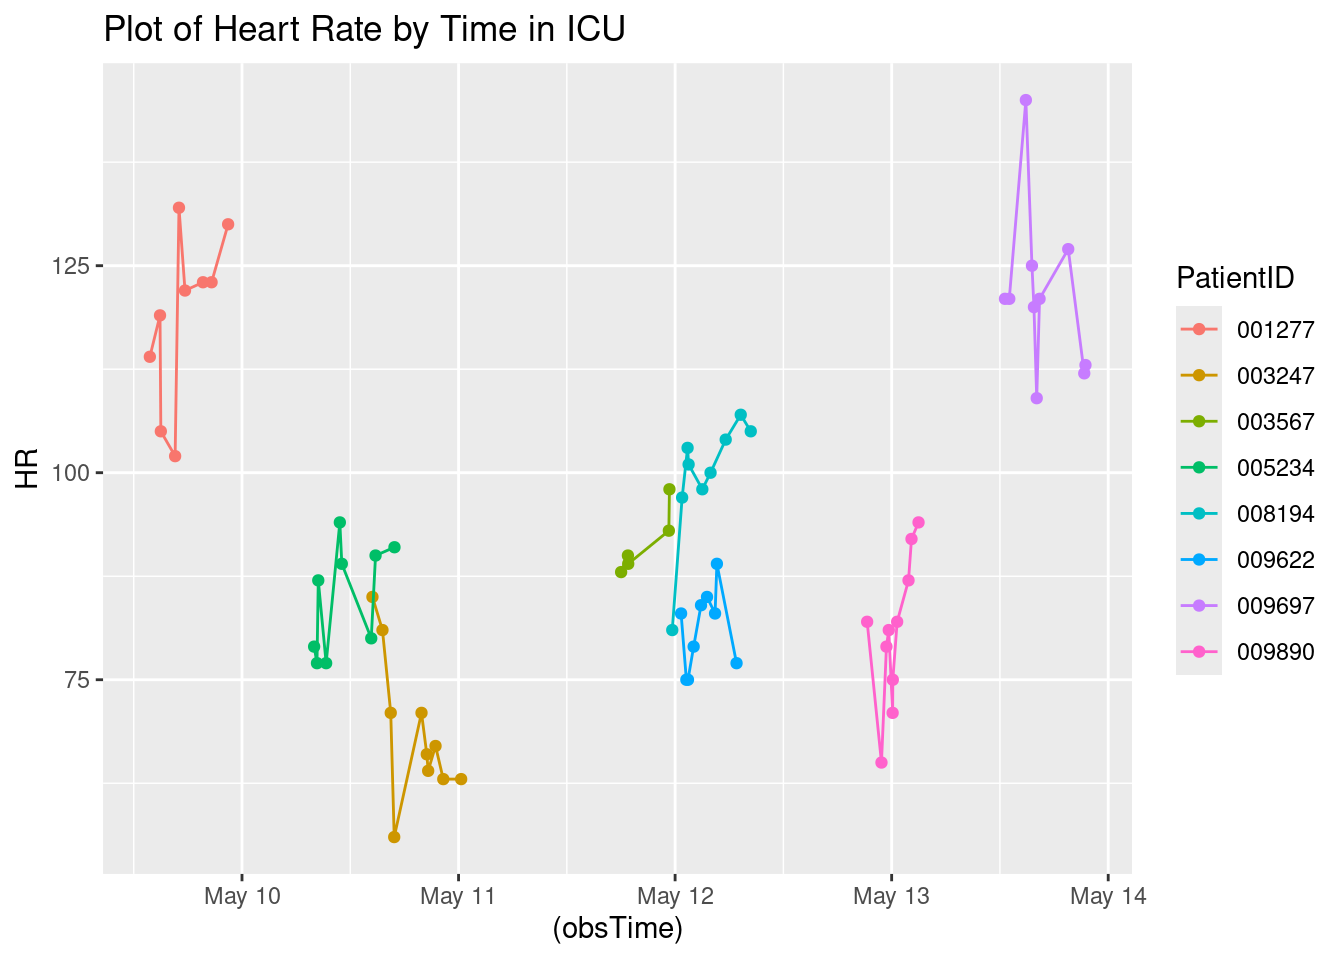 Plot of Heart Rate by Time in ICU
HR
125
100
75
May 10
May 11
May 12
May 13
May 14
(obsTime)
PatientID
001277
003247
003567
005234
008194
009622
009697
009890